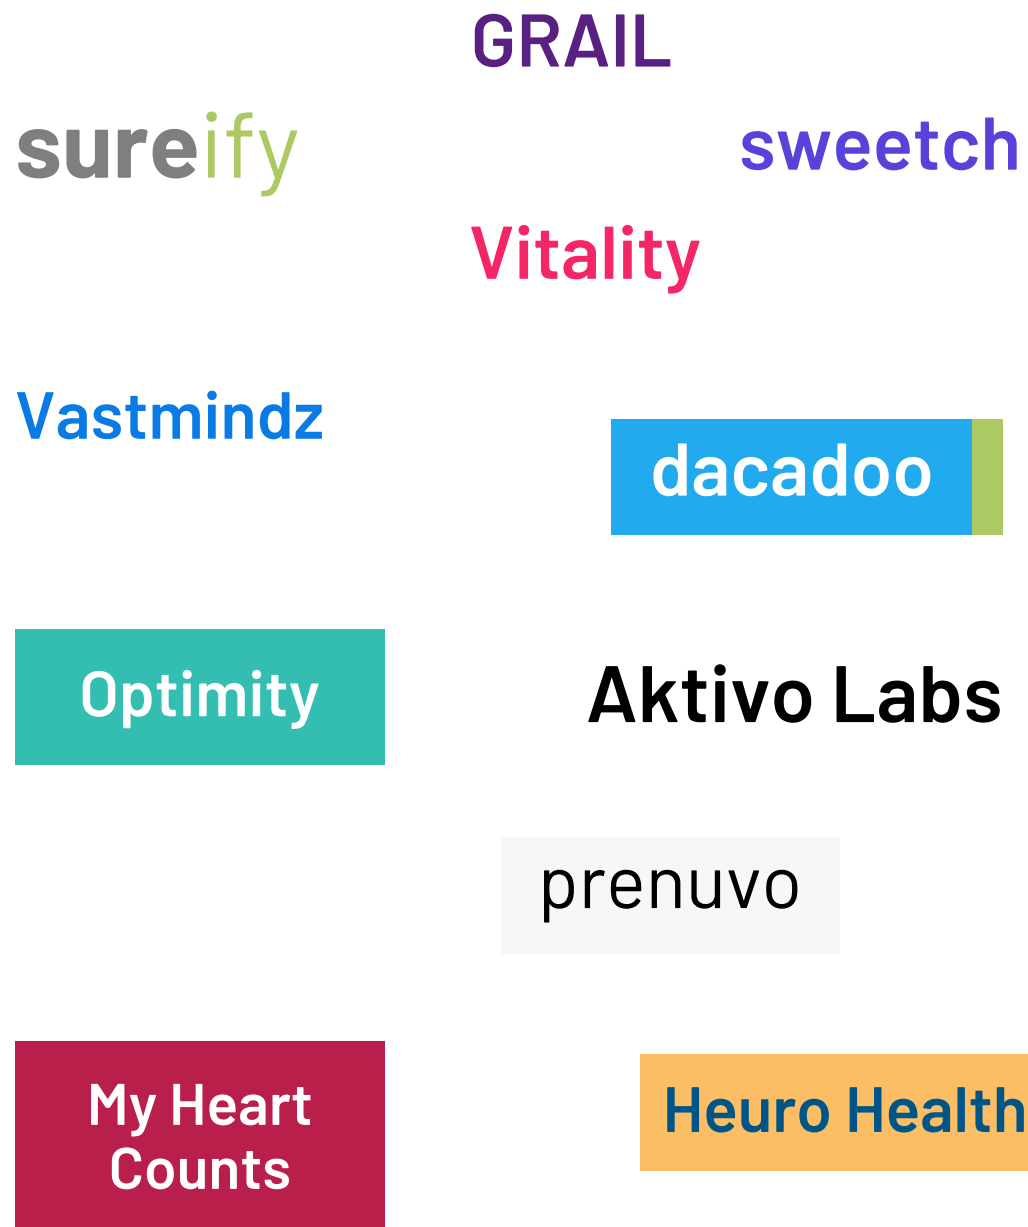 GRAIL
sureify
sweetch
Vitality
Vastmindz
dacadoo
Optimity
Aktivo Labs
prenuvo
My Heart
Counts
Heuro Health